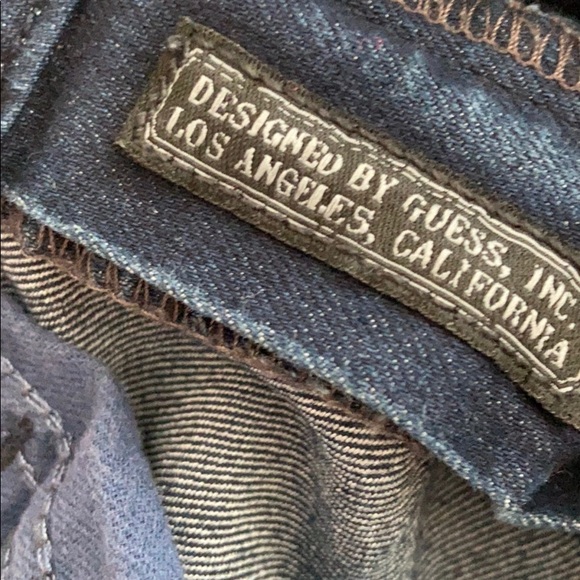 DESIGNED BY GUESS, INC.
LOS ANGELES, CALIFORNIA